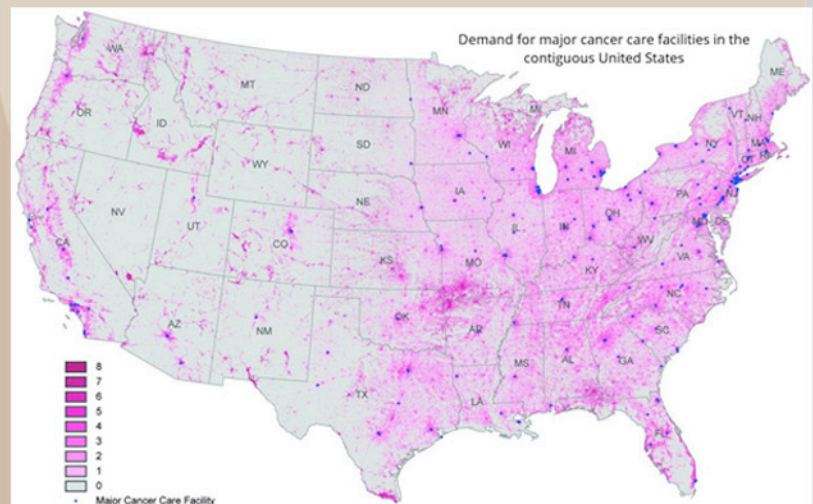 Demand for major cancer care facilities in the
contiguous United States
WA
MT
ND
MN
MI
ME
OR
ID
SD
WI
MI
VT
NH
NY
MA
CT
RI
WY
IA
PA
NJ
NE
NV
UT
IL
IN
OH
MD
DE
CA
CO
KS
MO
WV
VA
KY
AZ
NM
OK
AR
TN
NC
SC
MS
AL
GA
TX
LA
FL
8
7
6
5
4
3
2
1
0
Major Cancer Care Facility